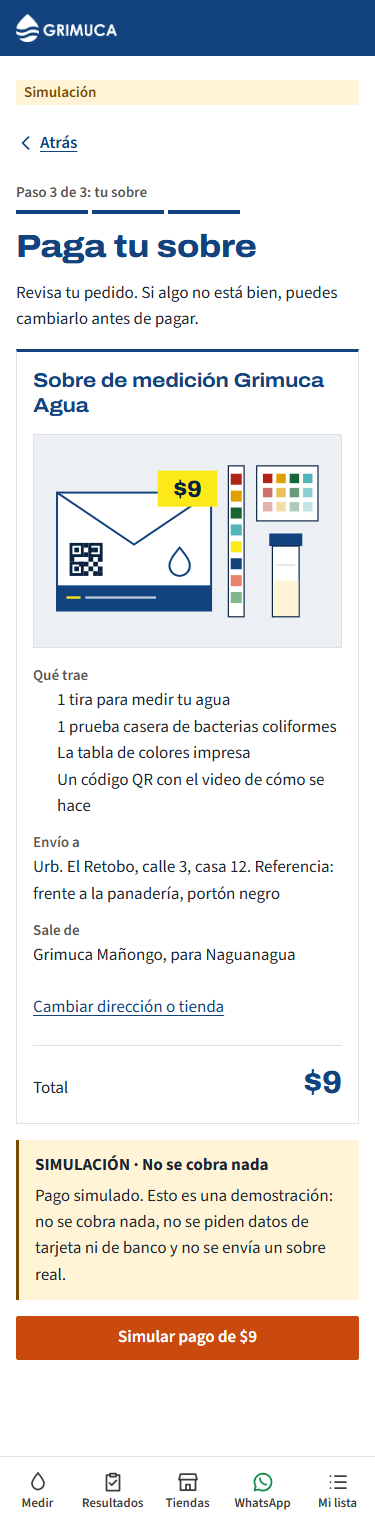 GRIMUCA
Simulación
Atrás
Paso 3 de 3: tu sobre
Paga tu sobre
Revisa tu pedido. Si algo no está bien, puedes
cambiarlo antes de pagar.
Sobre de medición Grimuca
Agua
$9
Qué trae
1 tira para medir tu agua
1 prueba casera de bacterias coliformes
La tabla de colores impresa
Un código QR con el video de cómo se
hace
Envío a
Urb. El Retobo, calle 3, casa 12. Referencia:
frente a la panadería, portón negro
Sale de
Grimuca Mañongo, para Naguanagua
Cambiar dirección o tienda
Total $9
SIMULACIÓN · No se cobra nada
Pago simulado. Esto es una demostración:
no se cobra nada, no se piden datos de
tarjeta ni de banco y no se envía un sobre
real.
Simular pago de $9
Medir Resultados Tiendas WhatsApp Mi lista